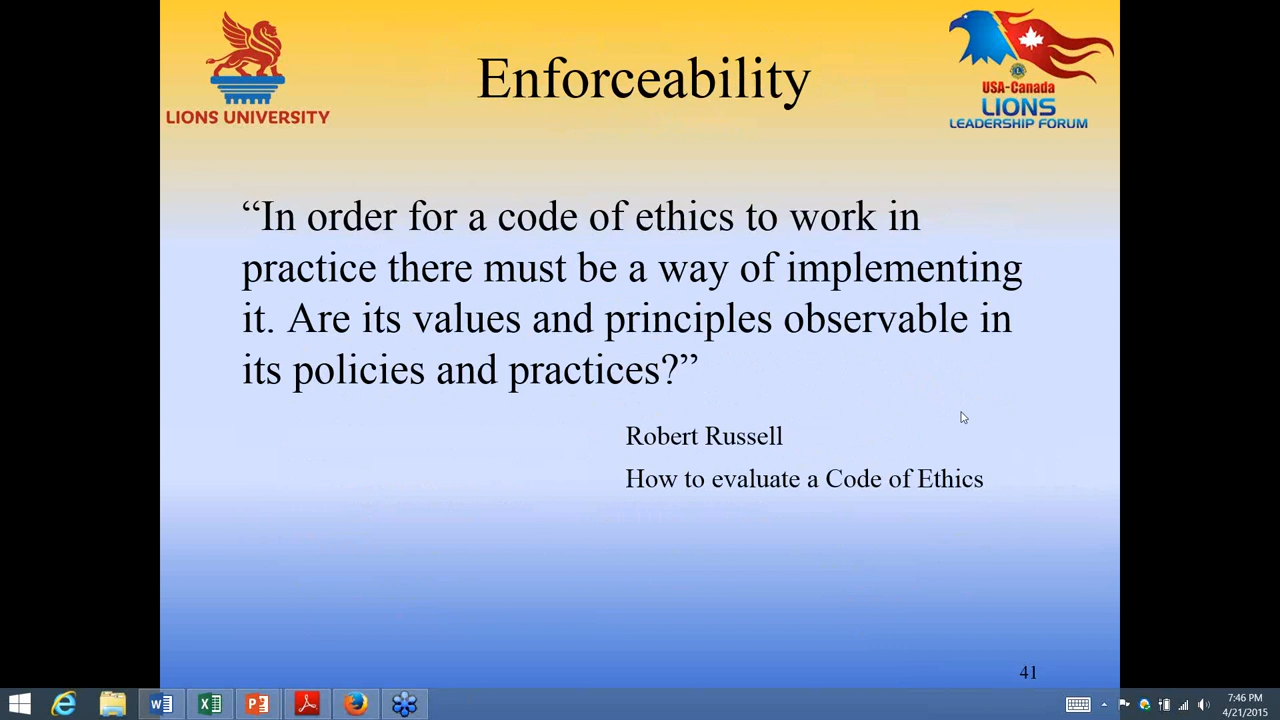 Enforceability
LIONS UNIVERSITY
USA-Canada
LIONS
LEADERSHIP FORUM
“In order for a code of ethics to work in
practice there must be a way of implementing
it. Are its values and principles observable in
its policies and practices?”
Robert Russell
How to evaluate a Code of Ethics
41
7:46 PM
4/21/2015